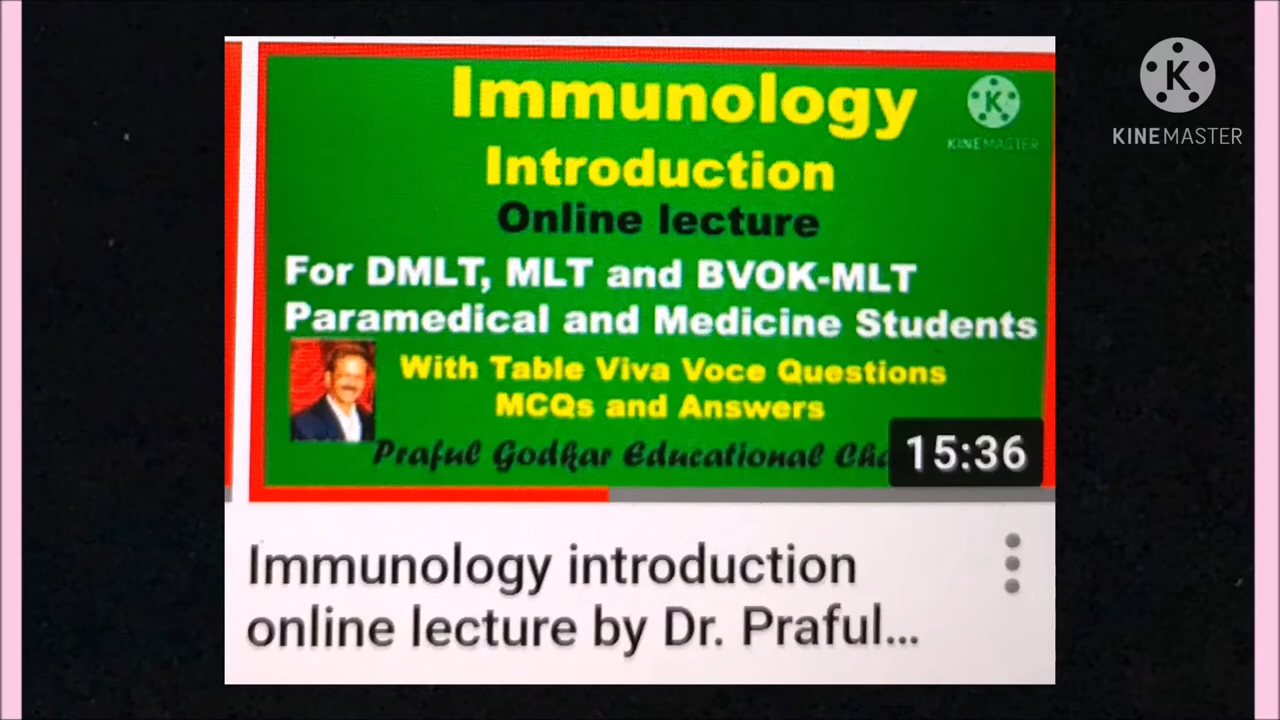 Immunology
Introduction
Online lecture
For DMLT, MLT and BVOK-MLT
Paramedical and Medicine Students
With Table Viva Voce Questions
MCQs and Answers
Praful Godkar Educational
15:36
KINEMASTER
Immunology introduction
online lecture by Dr. Praful...
K
KINEMASTER